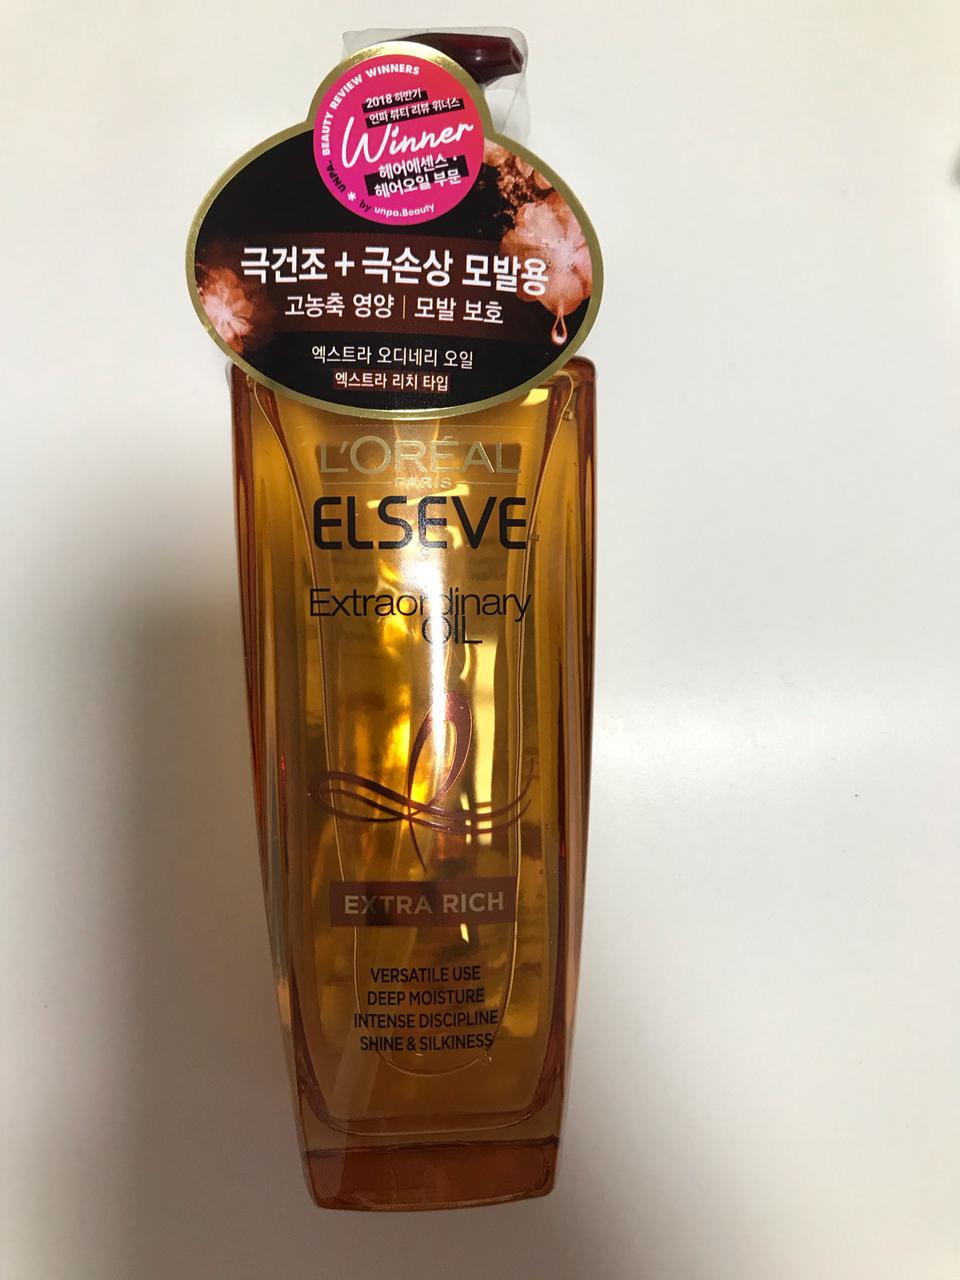 UNPA. BEAUTY REVIEW WINNERS
2018 하반기
언파 뷰티 리뷰 위너스
Winner
헤어에센스 ·
헤어오일 부문
by unpa.Beauty
극건조 + 극손상 모발용
고농축 영양 | 모발 보호
엑스트라 오디네리 오일
엑스트라 리치 타입
L'ORÉAL
PARIS
ELSEVE
Extraordinary
OIL
EXTRA RICH
VERSATILE USE
DEEP MOISTURE
INTENSE DISCIPLINE
SHINE & SILKINESS